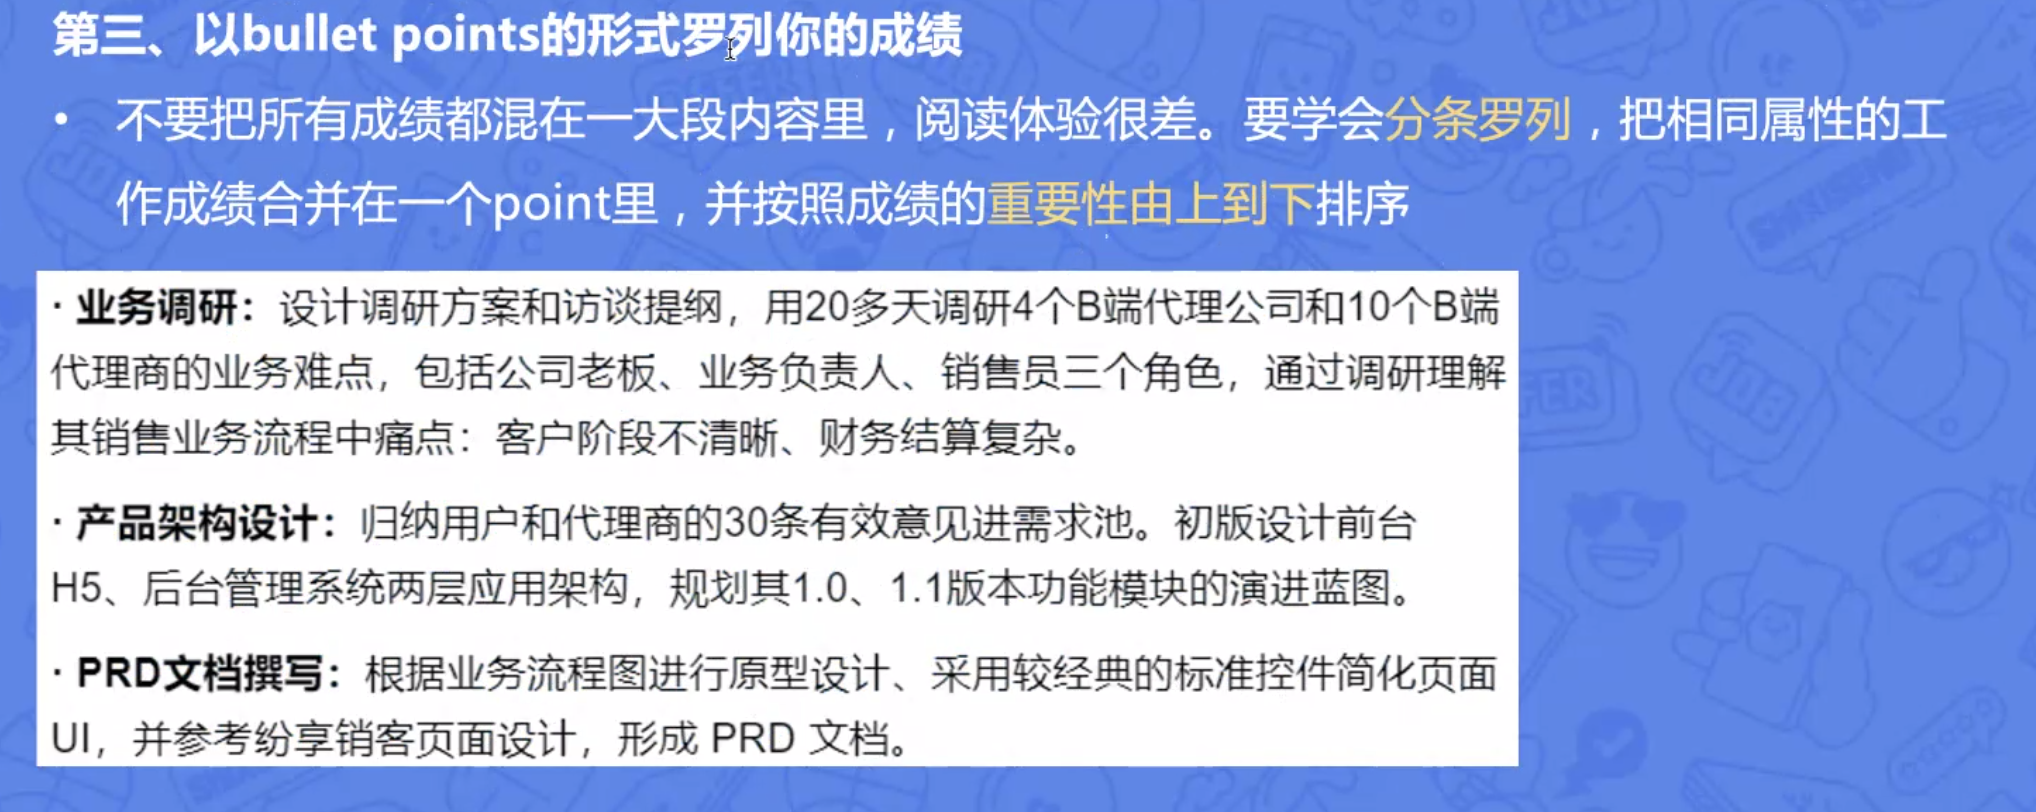 第三、以bullet points的形式罗列你的成绩
• 不要把所有成绩都混在一大段内容里，阅读体验很差。要学会分条罗列，把相同属性的工
作成绩合并在一个point里，并按照成绩的重要性由上到下排序
· 业务调研：设计调研方案和访谈提纲，用20多天调研4个B端代理公司和10个B端
代理商的业务难点，包括公司老板、业务负责人、销售员三个角色，通过调研理解
其销售业务流程中痛点：客户阶段不清晰、财务结算复杂。
· 产品架构设计：归纳用户和代理商的30条有效意见进需求池。初版设计前台
H5、后台管理系统两层应用架构，规划其1.0、1.1版本功能模块的演进蓝图。
· PRD文档撰写：根据业务流程图进行原型设计、采用较经典的标准控件简化页面
UI，并参考纷享销客页面设计，形成 PRD 文档。
OFFER
JOB